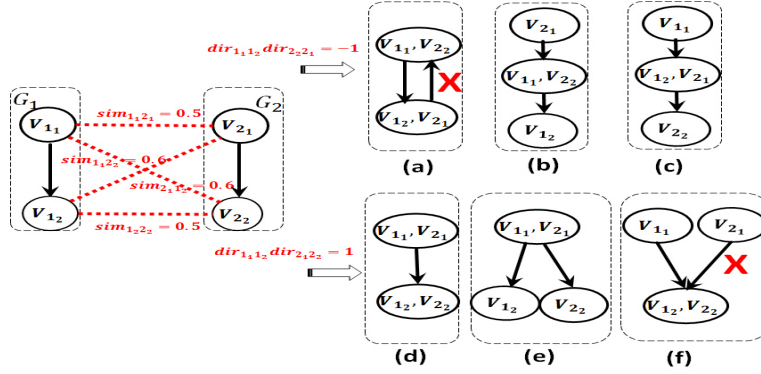 G₁
G₂
V₁₁
V₂₁
V₁₂
V₂₂
sim₁₁₂₁ = 0.5
sim₁₁₂₂ = 0.6
sim₂₁₁₂ = 0.6
sim₁₂₂₂ = 0.5
dir₁₁₁₂dir₂₂₂₁ = −1
V₁₁, V₂₂
X
V₁₂, V₂₁
(a)
V₂₁
V₁₁, V₂₂
V₁₂
(b)
V₁₁
V₁₂, V₂₁
V₂₂
(c)
dir₁₁₁₂dir₂₁₂₂ = 1
V₁₁, V₂₁
V₁₂, V₂₂
(d)
V₁₁, V₂₁
V₁₂
V₂₂
(e)
V₁₁
V₂₁
X
V₁₂, V₂₂
(f)